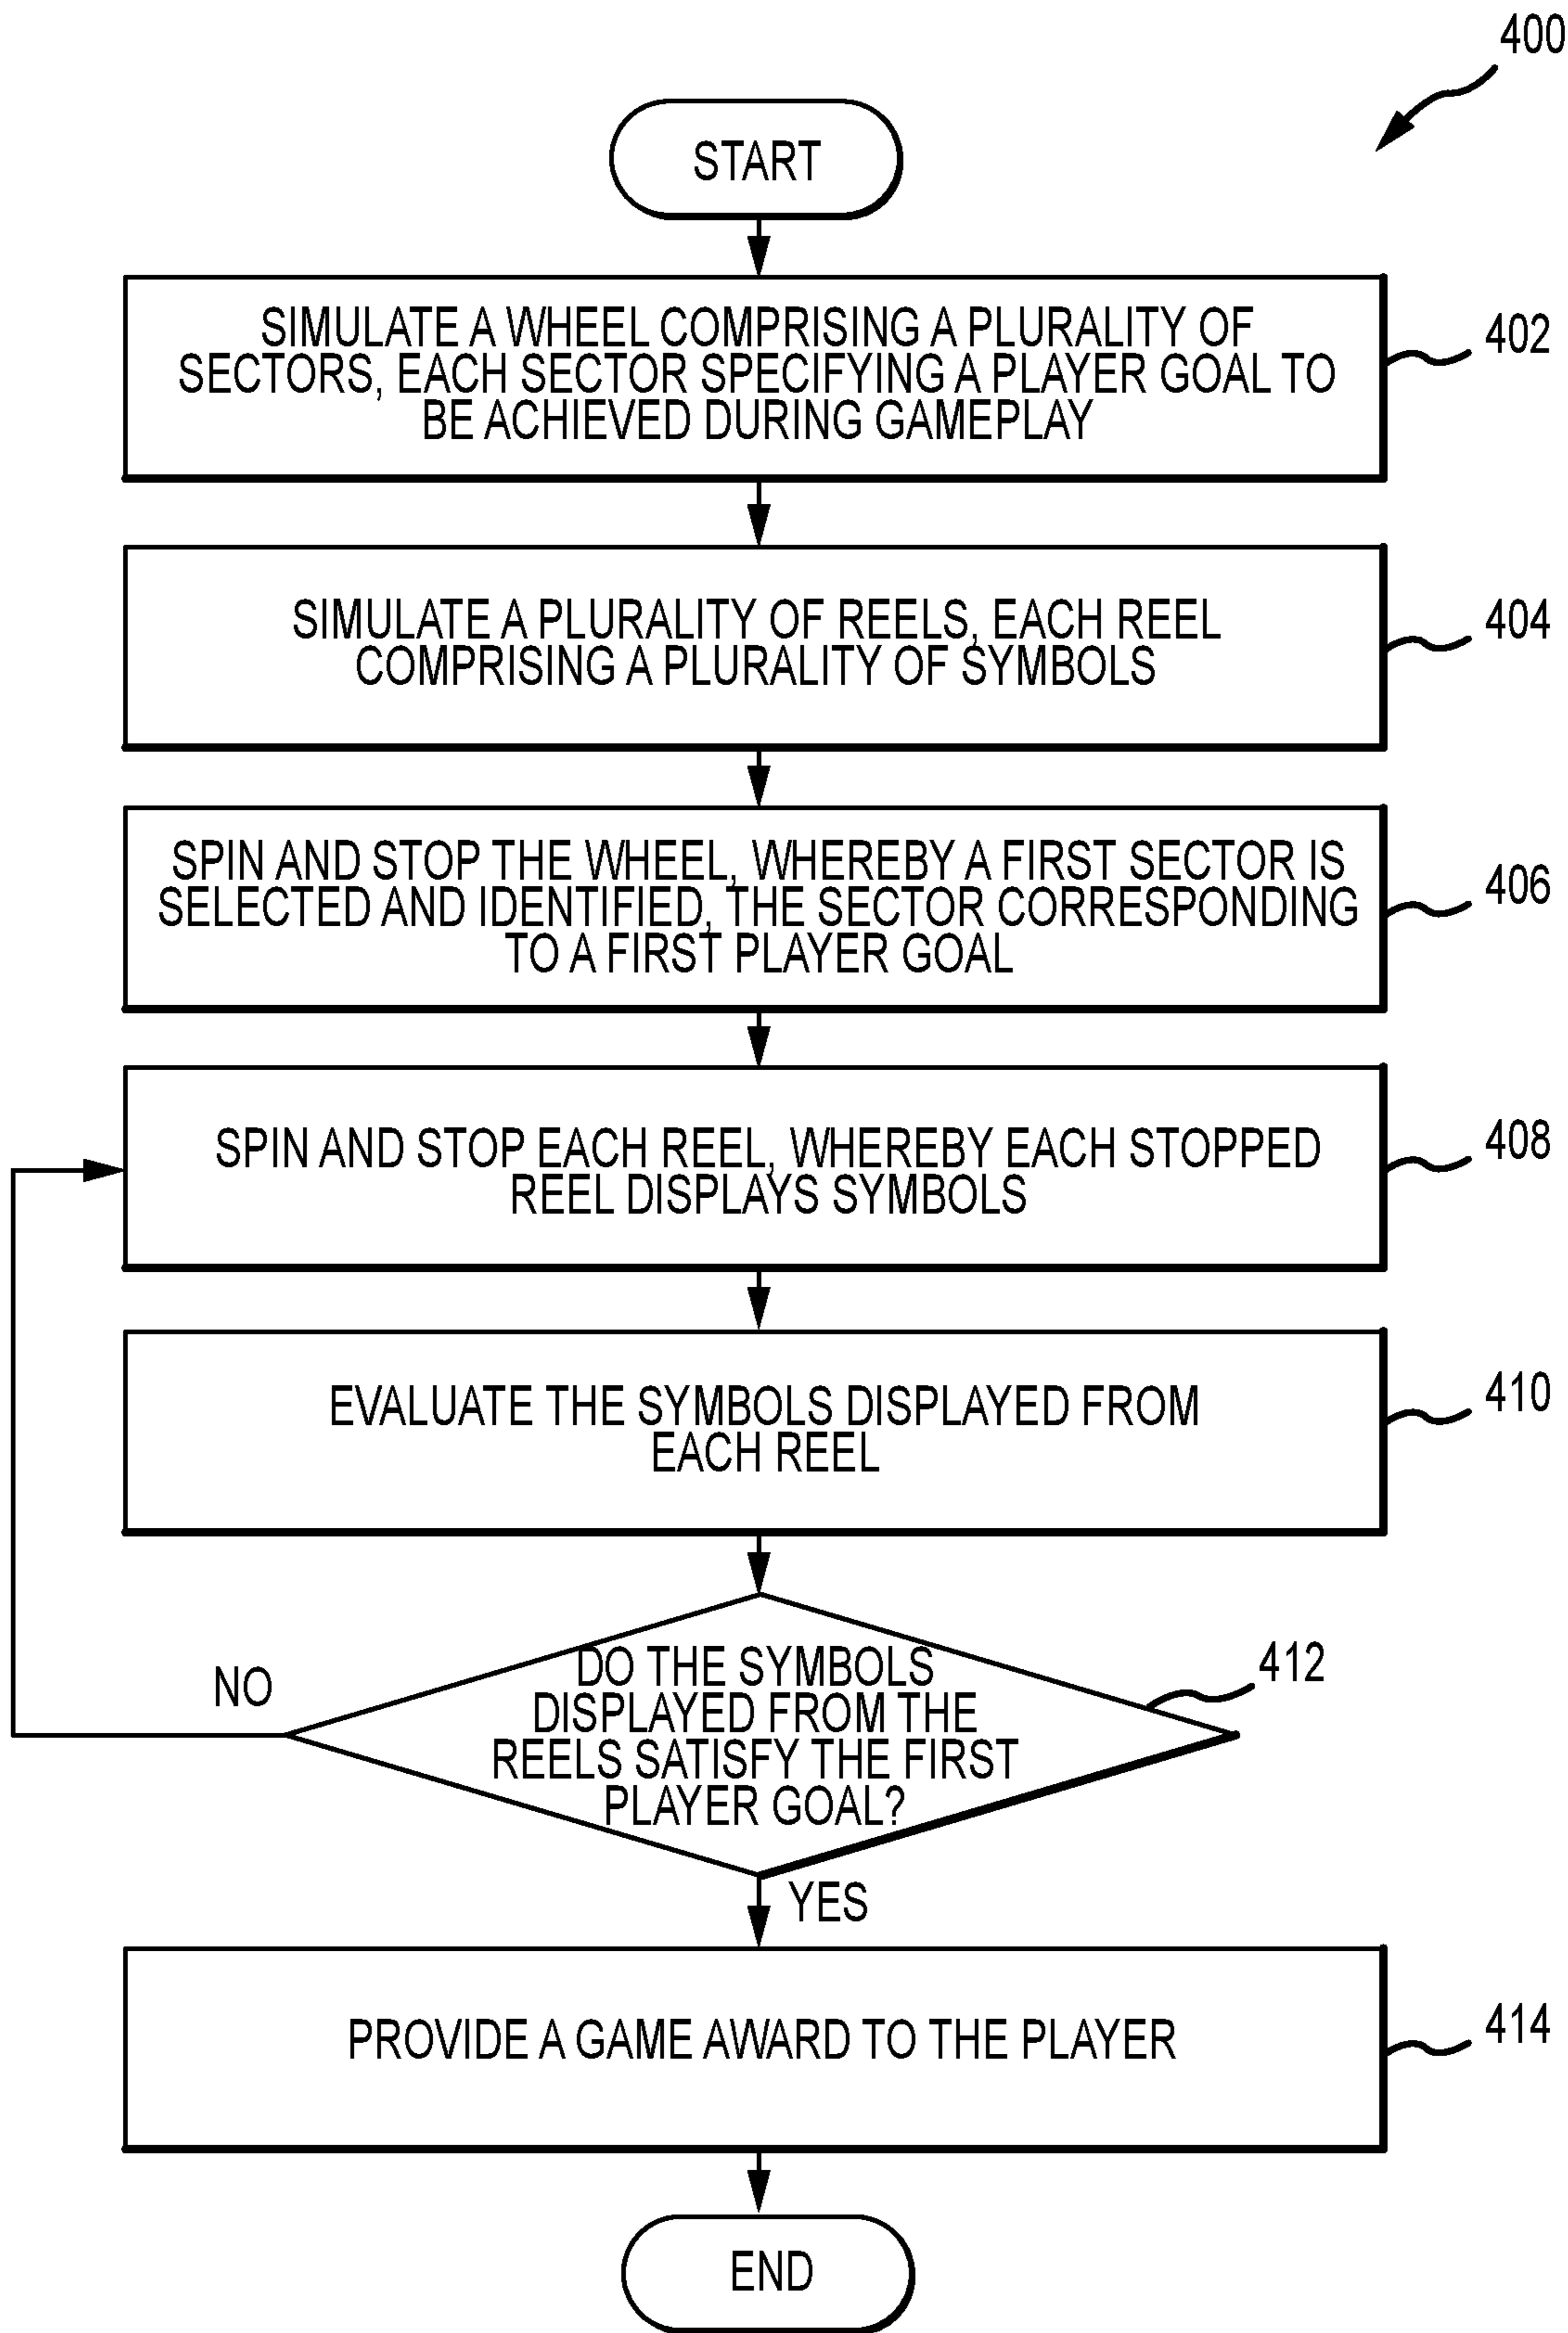 400
START
SIMULATE A WHEEL COMPRISING A PLURALITY OF
SECTORS, EACH SECTOR SPECIFYING A PLAYER GOAL TO
BE ACHIEVED DURING GAMEPLAY
402
SIMULATE A PLURALITY OF REELS, EACH REEL
COMPRISING A PLURALITY OF SYMBOLS
404
SPIN AND STOP THE WHEEL, WHEREBY A FIRST SECTOR IS
SELECTED AND IDENTIFIED, THE SECTOR CORRESPONDING
TO A FIRST PLAYER GOAL
406
SPIN AND STOP EACH REEL, WHEREBY EACH STOPPED
REEL DISPLAYS SYMBOLS
408
EVALUATE THE SYMBOLS DISPLAYED FROM
EACH REEL
410
DO THE SYMBOLS
DISPLAYED FROM THE
REELS SATISFY THE FIRST
PLAYER GOAL?
412
NO
YES
PROVIDE A GAME AWARD TO THE PLAYER
414
END